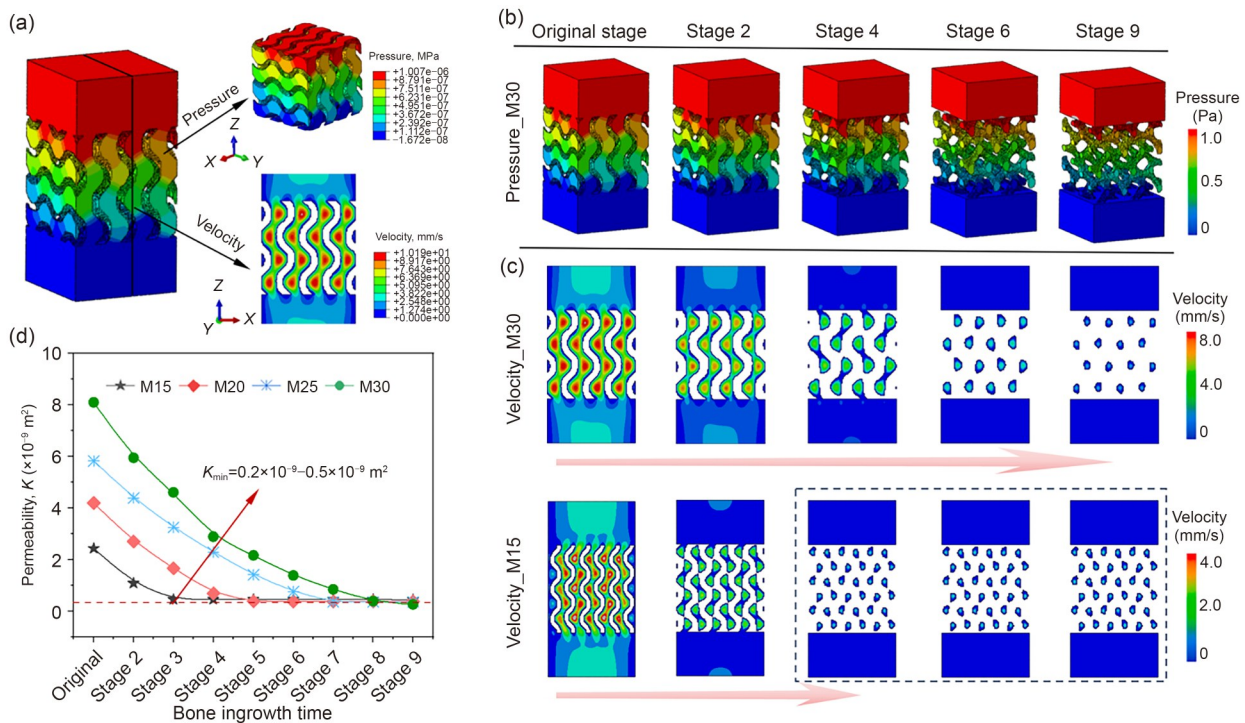 (a)
Pressure
Z
X
Y
Pressure, MPa
+1.007e−06
+8.791e−07
+7.511e−07
+6.231e−07
+4.951e−07
+3.672e−07
+2.392e−07
+1.112e−07
−1.672e−08
Velocity
Z
Y
X
Velocity, mm/s
+1.019e+01
+8.917e+00
+7.643e+00
+6.369e+00
+5.095e+00
+3.822e+00
+2.548e+00
+1.274e+00
+0.000e+00
(b)
Original stage
Stage 2
Stage 4
Stage 6
Stage 9
Pressure_M30
Pressure
(Pa)
1.0
0.5
0
(c)
Velocity_M30
Velocity
(mm/s)
8.0
4.0
0
Velocity_M15
Velocity
(mm/s)
4.0
2.0
0
(d)
Permeability, K (×10⁻⁹ m²)
10
8
6
4
2
0
M15
M20
M25
M30
Kmin=0.2×10⁻⁹−0.5×10⁻⁹ m²
Original
Stage 2
Stage 3
Stage 4
Stage 5
Stage 6
Stage 7
Stage 8
Stage 9
Bone ingrowth time